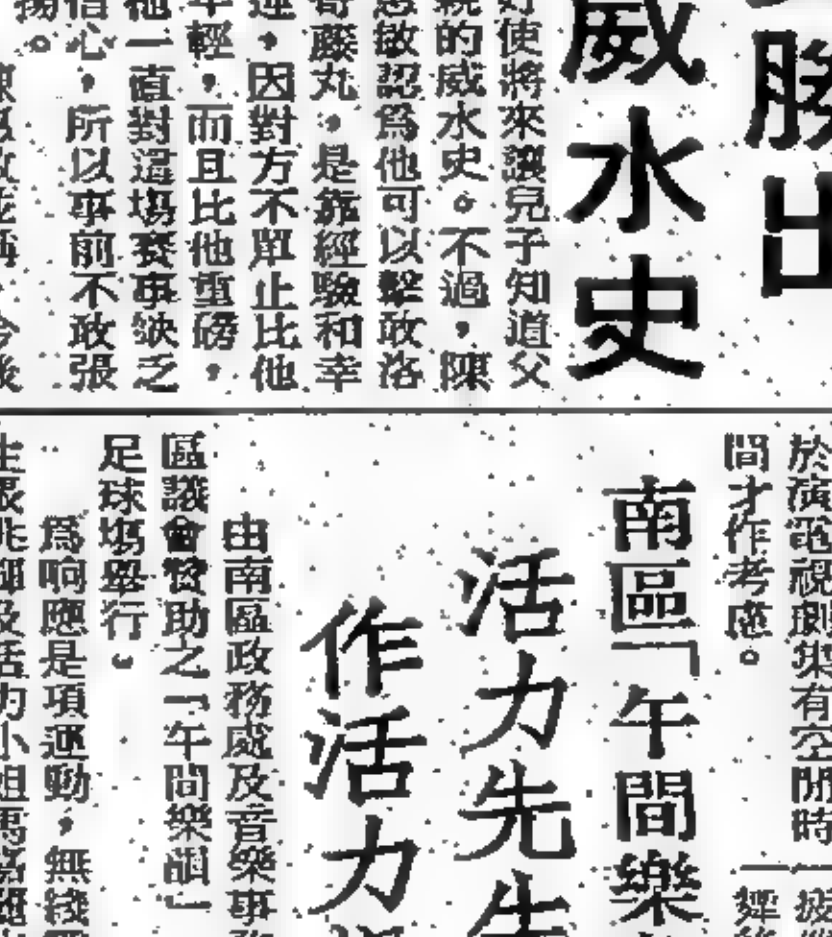 勝出
威水史
好使將來讓兒子知道父
親的威水史。不過,陳
惠敏認爲他可以擊敗洛
奇藤丸,是靠經驗和幸
運,因對方不單止比他
年輕,而且比他重磅,
他一直對這場賽事缺乏
信心,所以事前不敢張
揚。
於演電視劇集有空閒時
間才作考慮。
南區「午間樂
活力先生
作活力
由南區政務處及音樂事
區議會贊助之「午間樂韻」
足球場舉行。
爲响應是項運動,無綫